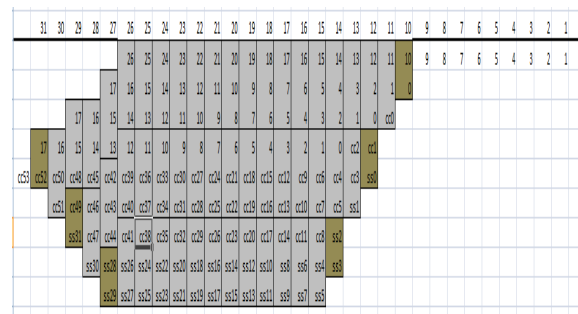 31 30 29 28 27 26 25 24 23 22 21 20 19 18 17 16 15 14 13 12 11 10 9 8 7 6 5 4 3 2 1
26 25 24 23 22 21 20 19 18 17 16 15 14 13 12 11 10 9 8 7 6 5 4 3 2 1
17 16 15 14 13 12 11 10 9 8 7 6 5 4 3 2 1 0
17 16 15 14 13 12 11 10 9 8 7 6 5 4 3 2 1 0 cc0
17 16 15 14 13 12 11 10 9 8 7 6 5 4 3 2 1 0 cc2 cc1
cc53 cc52 cc50 cc48 cc45 cc42 cc39 cc36 cc33 cc30 cc27 cc24 cc21 cc18 cc15 cc12 cc9 cc6 cc4 cc3 ss0
cc51 cc49 cc46 cc43 cc40 cc37 cc34 cc31 cc28 cc25 cc22 cc19 cc16 cc13 cc10 cc7 cc5 ss1
ss31 cc47 cc44 cc41 cc38 cc35 cc32 cc29 cc26 cc23 cc20 cc17 cc14 cc11 cc8 ss2
ss30 ss28 ss26 ss24 ss22 ss20 ss18 ss16 ss14 ss12 ss10 ss8 ss6 ss4 ss3
ss29 ss27 ss25 ss23 ss21 ss19 ss17 ss15 ss13 ss11 ss9 ss7 ss5